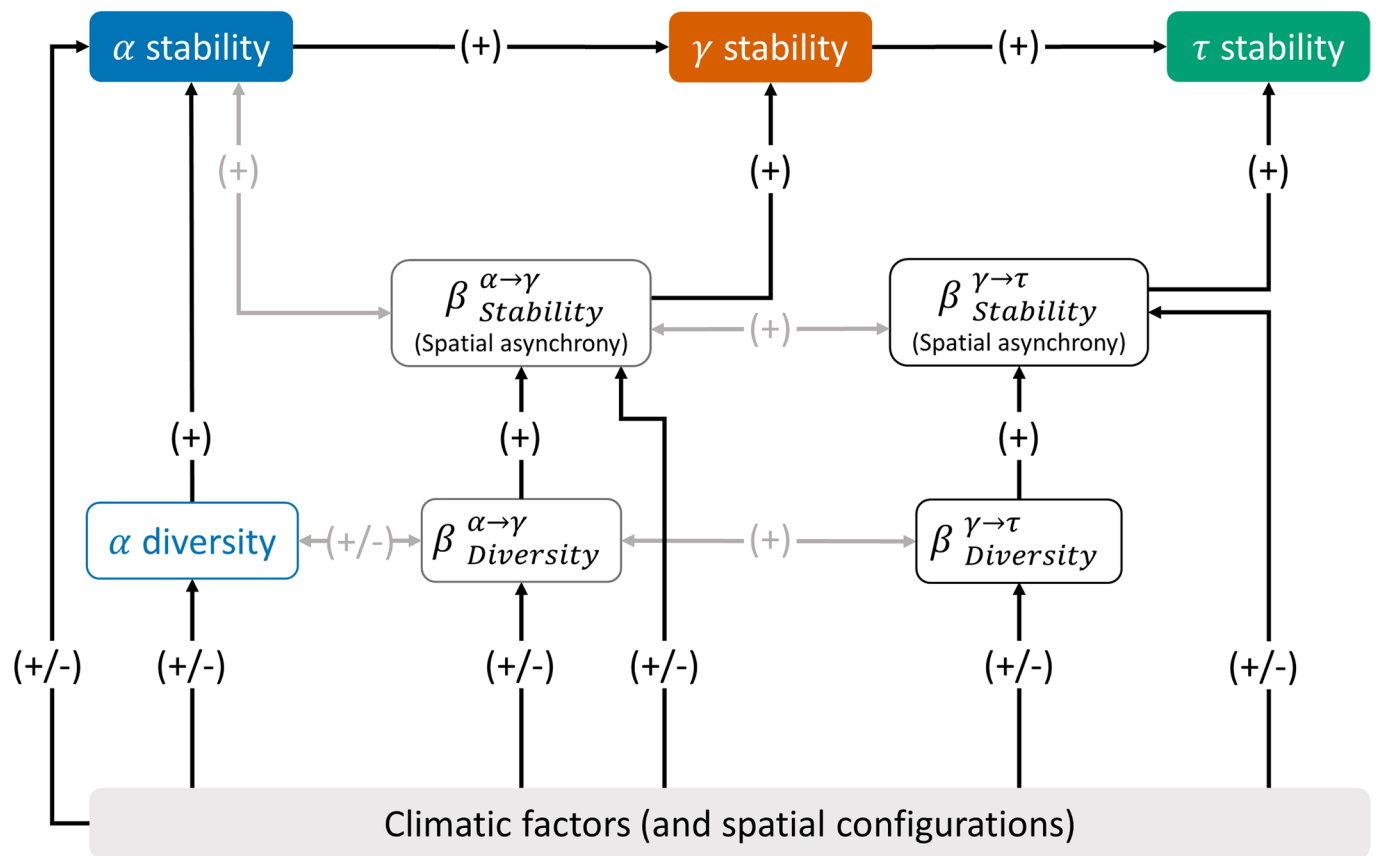 α stability (+) γ stability (+) τ stability
(+) (+) (+)
β α→γ Stability
(Spatial asynchrony)
(+)
β γ→τ Stability
(Spatial asynchrony)
(+) (+) (+)
α diversity (+/-) β α→γ Diversity (+) β γ→τ Diversity
(+/-) (+/-) (+/-) (+/-) (+/-) (+/-)
Climatic factors (and spatial configurations)